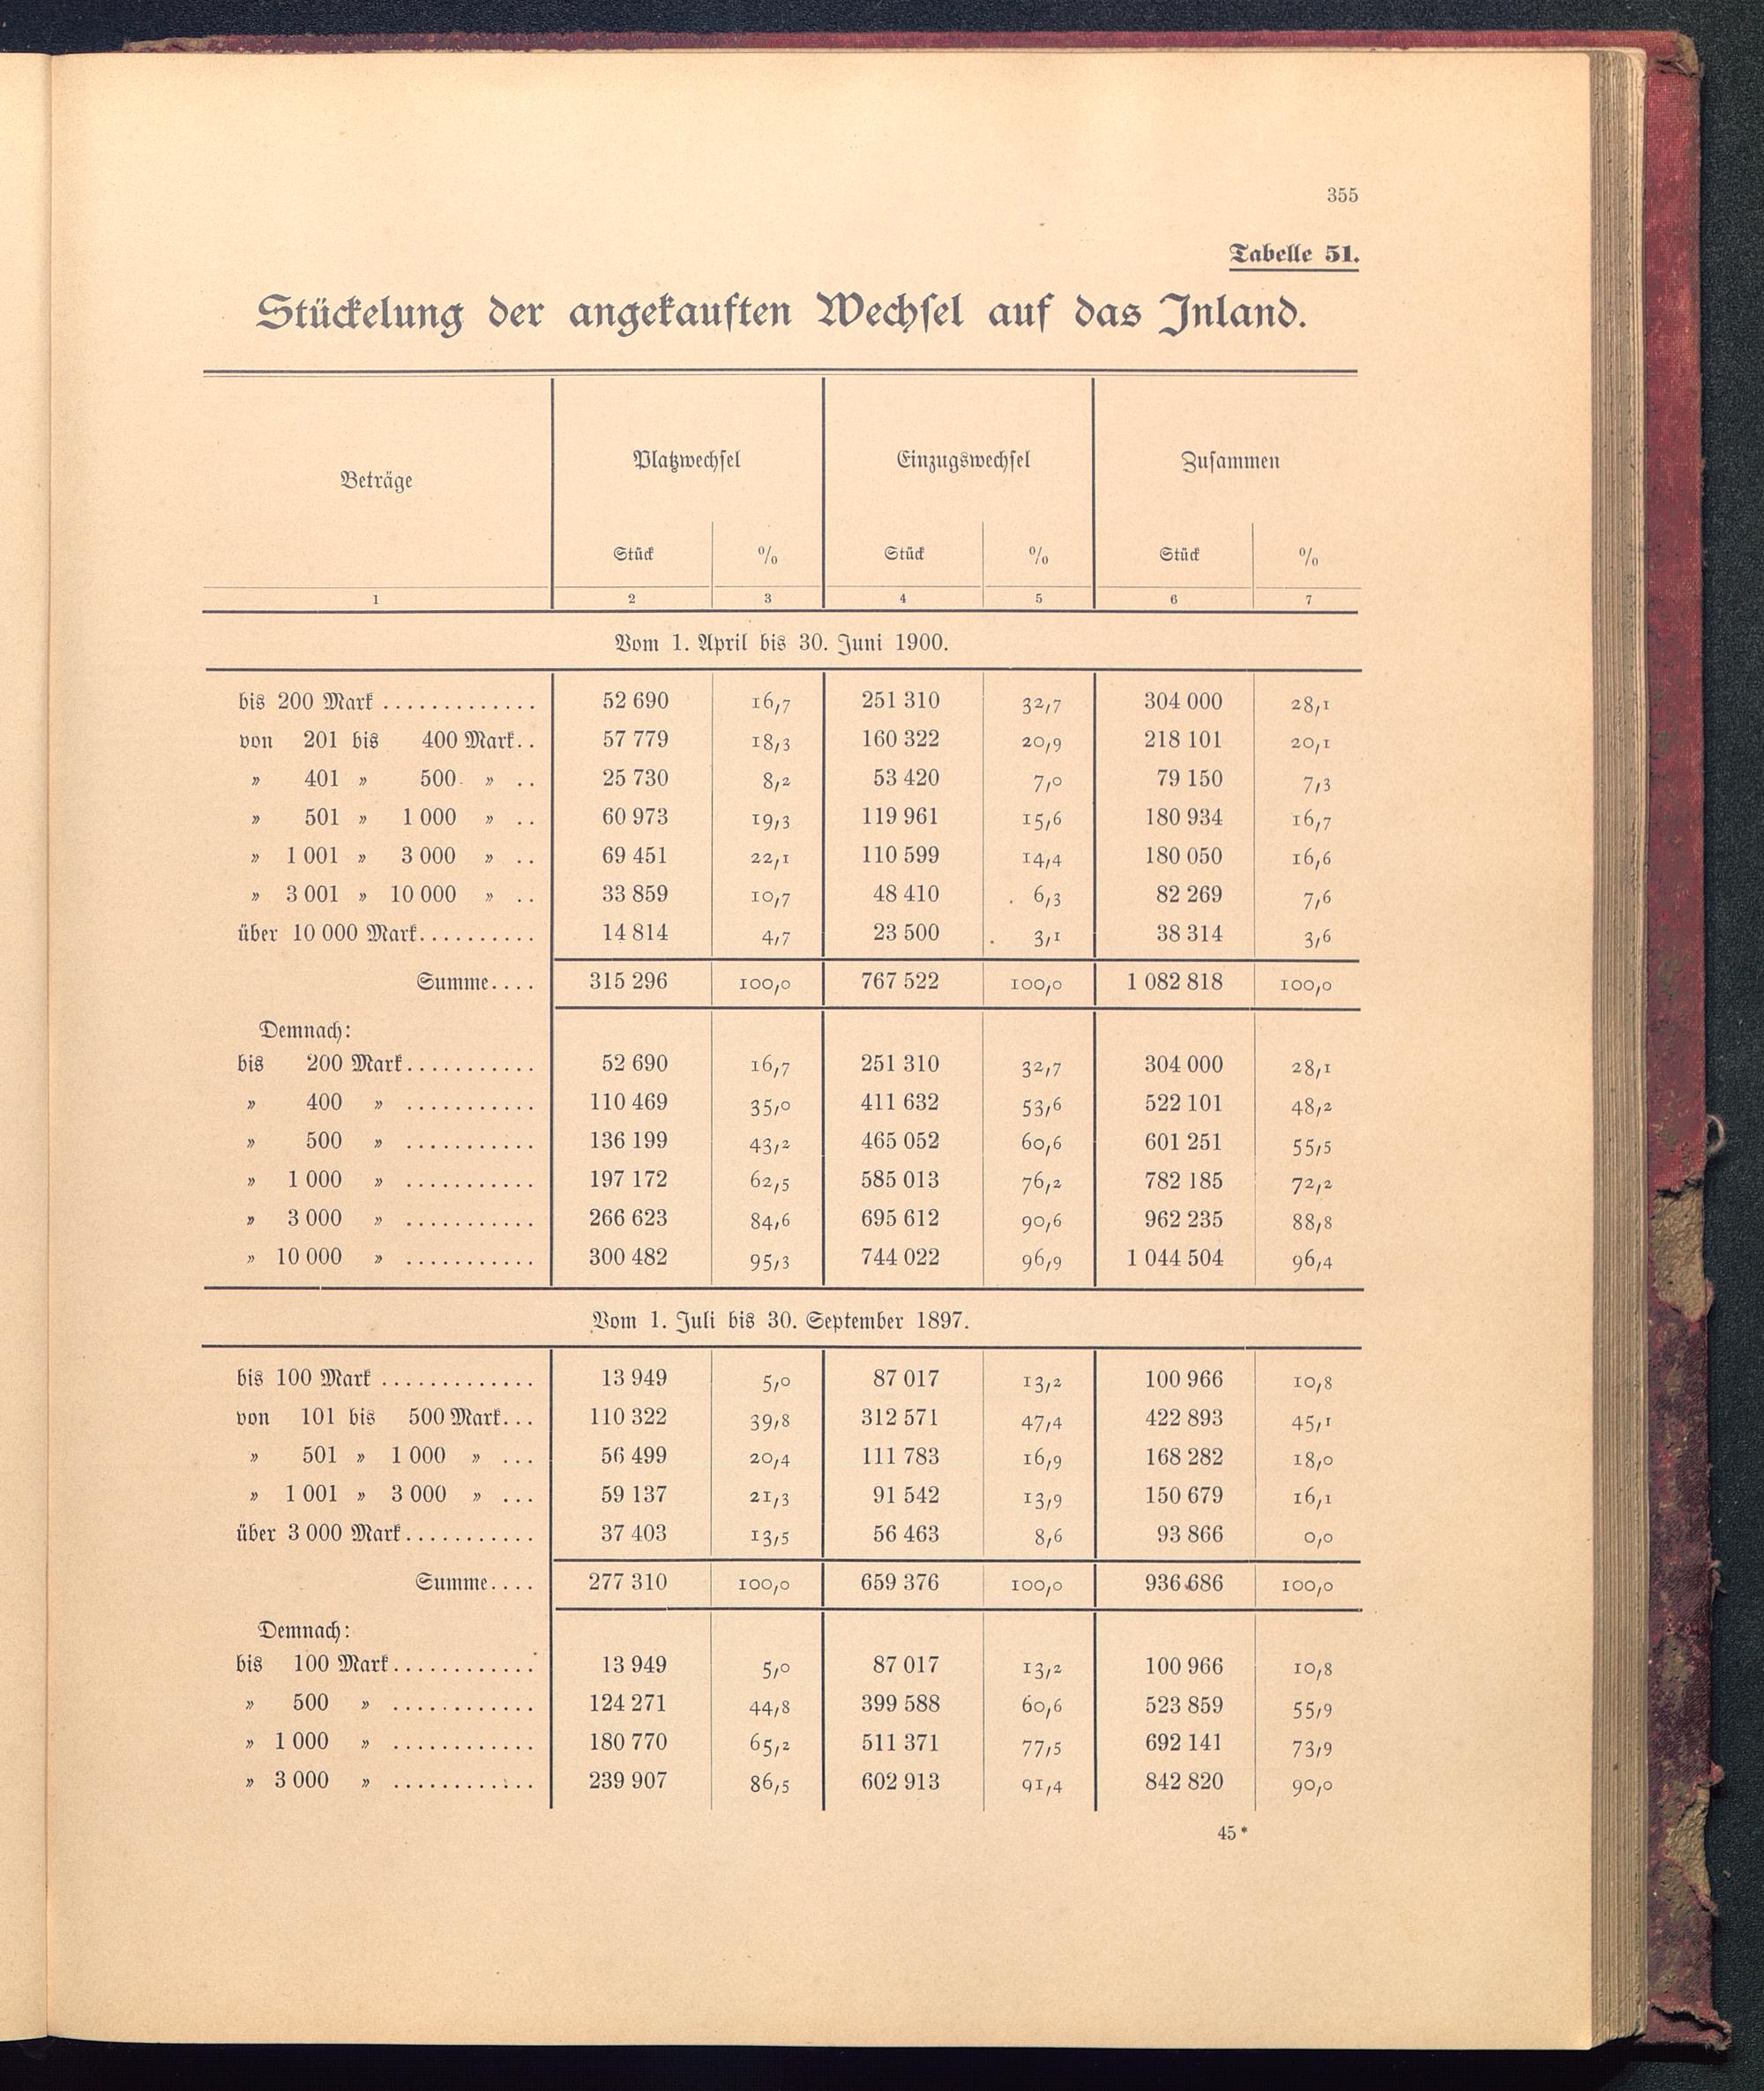 355
Tabelle 51.
Stückelung der angekauften Wechsel auf das Inland.
Beträge Platzwechsel Einzugswechsel Zusammen
Stück % Stück % Stück %
1 2 3 4 5 6 7
Vom 1. April bis 30. Juni 1900.
bis 200 Mark ............. 52 690 16,7 251 310 32,7 304 000 28,1
von 201 bis 400 Mark.. 57 779 18,3 160 322 20,9 218 101 20,1
» 401 » 500 » .. 25 730 8,2 53 420 7,0 79 150 7,3
» 501 » 1 000 » .. 60 973 19,3 119 961 15,6 180 934 16,7
» 1 001 » 3 000 » .. 69 451 22,1 110 599 14,4 180 050 16,6
» 3 001 » 10 000 » .. 33 859 10,7 48 410 6,3 82 269 7,6
über 10 000 Mark.......... 14 814 4,7 23 500 3,1 38 314 3,6
Summe.... 315 296 100,0 767 522 100,0 1 082 818 100,0
Demnach:
bis 200 Mark........... 52 690 16,7 251 310 32,7 304 000 28,1
» 400 » ........... 110 469 35,0 411 632 53,6 522 101 48,2
» 500 » ........... 136 199 43,2 465 052 60,6 601 251 55,5
» 1 000 » ........... 197 172 62,5 585 013 76,2 782 185 72,2
» 3 000 » ........... 266 623 84,6 695 612 90,6 962 235 88,8
» 10 000 » ........... 300 482 95,3 744 022 96,9 1 044 504 96,4
Vom 1. Juli bis 30. September 1897.
bis 100 Mark ............. 13 949 5,0 87 017 13,2 100 966 10,8
von 101 bis 500 Mark... 110 322 39,8 312 571 47,4 422 893 45,1
» 501 » 1 000 » ... 56 499 20,4 111 783 16,9 168 282 18,0
» 1 001 » 3 000 » ... 59 137 21,3 91 542 13,9 150 679 16,1
über 3 000 Mark........... 37 403 13,5 56 463 8,6 93 866 0,0
Summe.... 277 310 100,0 659 376 100,0 936 686 100,0
Demnach:
bis 100 Mark............ 13 949 5,0 87 017 13,2 100 966 10,8
» 500 » ............ 124 271 44,8 399 588 60,6 523 859 55,9
» 1 000 » ............ 180 770 65,2 511 371 77,5 692 141 73,9
» 3 000 » ............ 239 907 86,5 602 913 91,4 842 820 90,0
45*